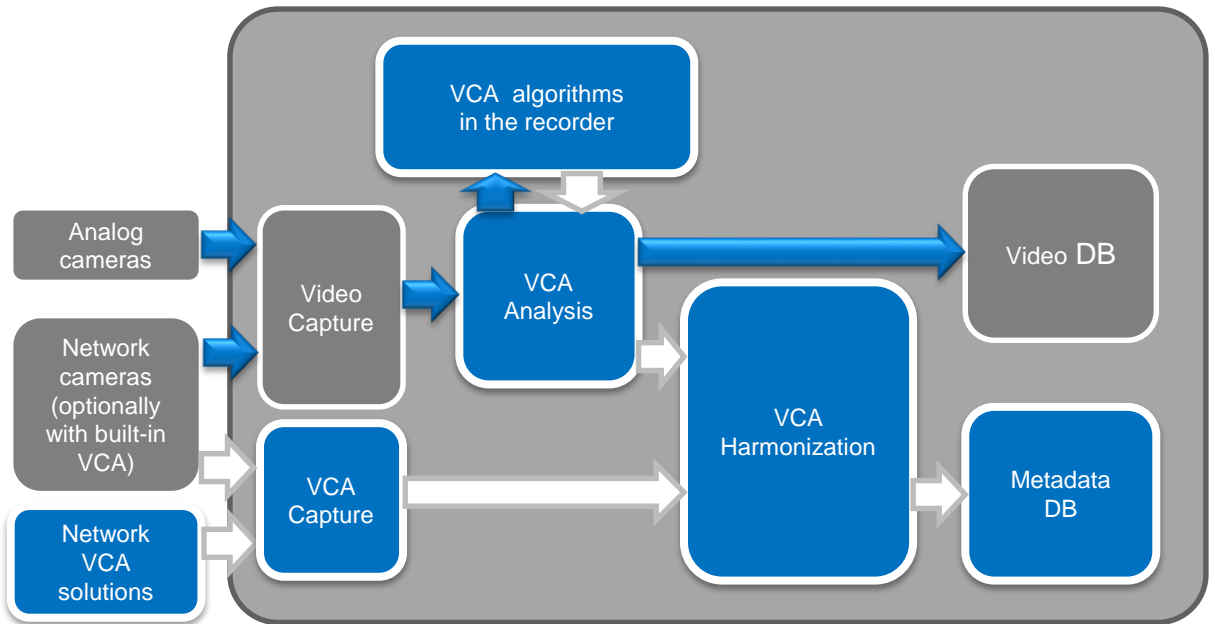 VCA algorithms
in the recorder
Analog
cameras
Video
Capture
VCA
Analysis
Video DB
Network
cameras
(optionally
with built-in
VCA)
VCA
Harmonization
VCA
Capture
Metadata
DB
Network
VCA
solutions